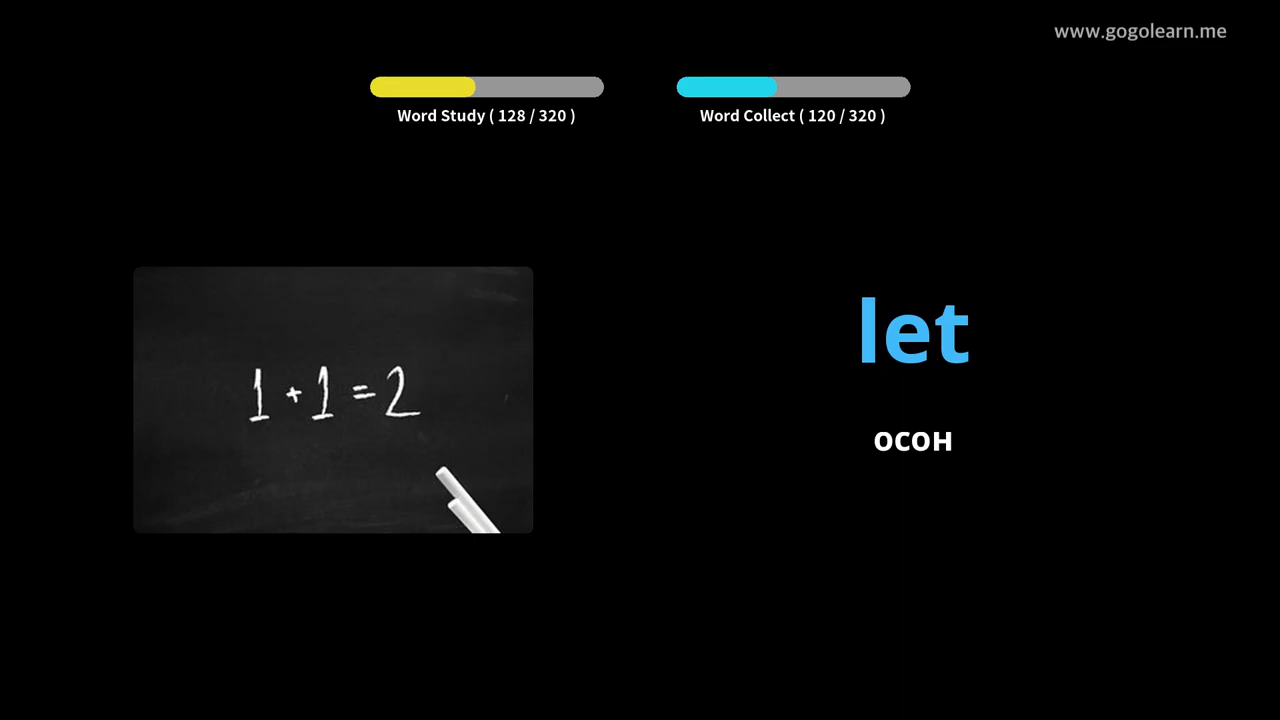 www.gogolearn.me
Word Study ( 128 / 320 )
Word Collect ( 120 / 320 )
1 + 1 = 2
let
осон